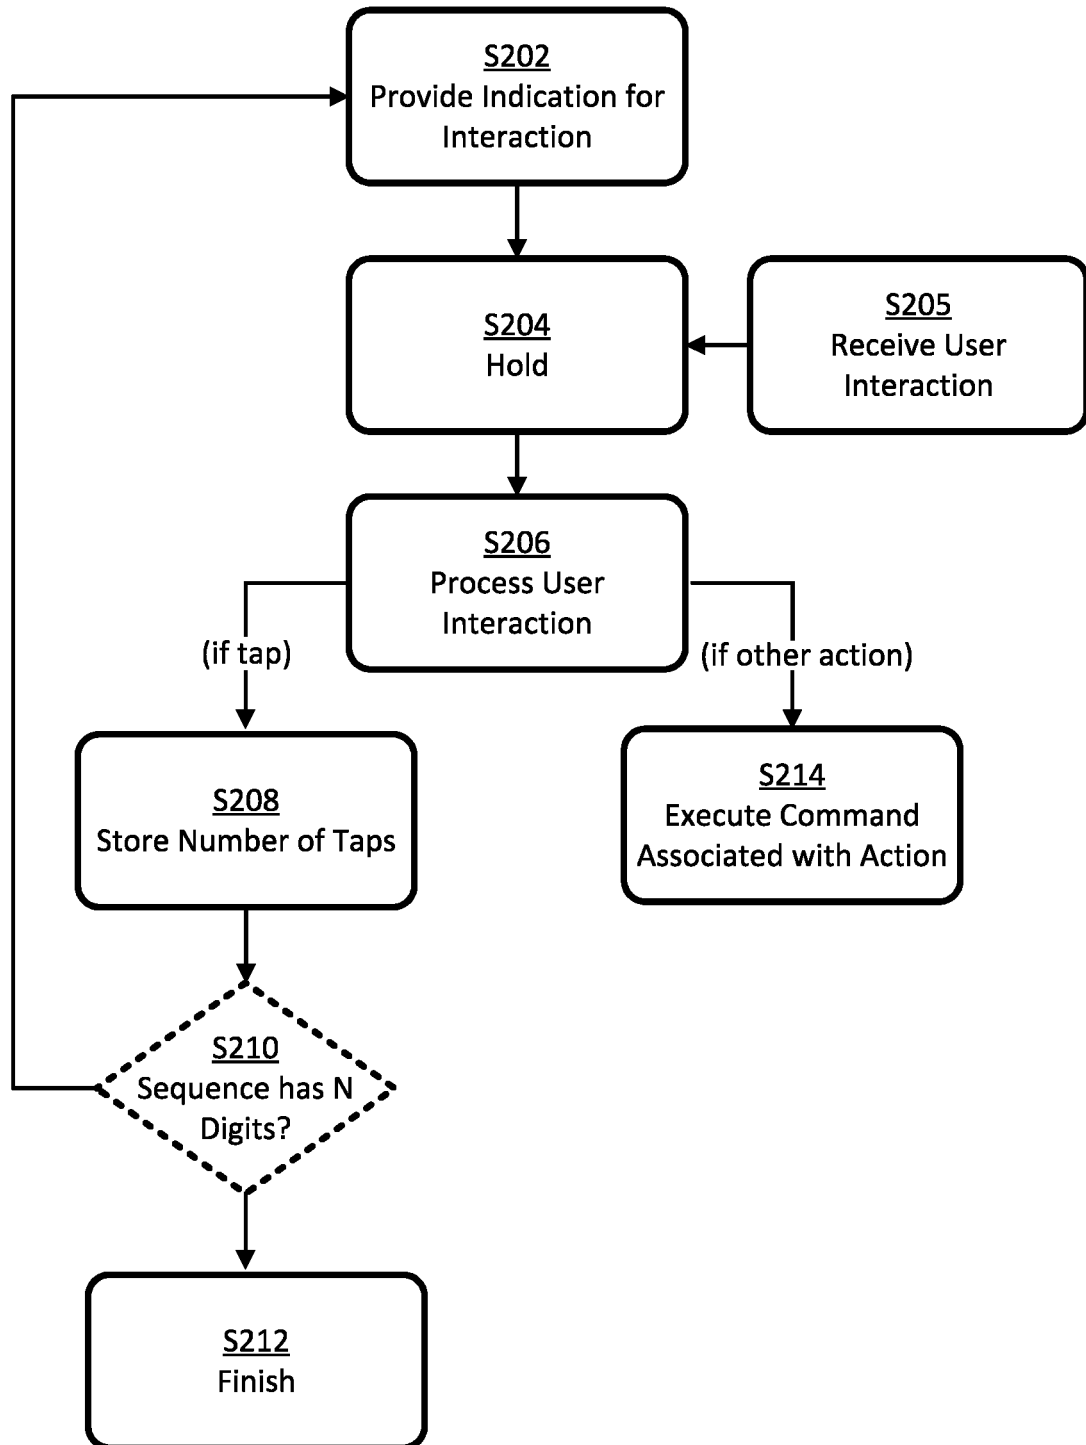 S202
Provide Indication for
Interaction
S204
Hold
S205
Receive User
Interaction
S206
Process User
Interaction
(if tap)
(if other action)
S208
Store Number of Taps
S214
Execute Command
Associated with Action
S210
Sequence has N
Digits?
S212
Finish